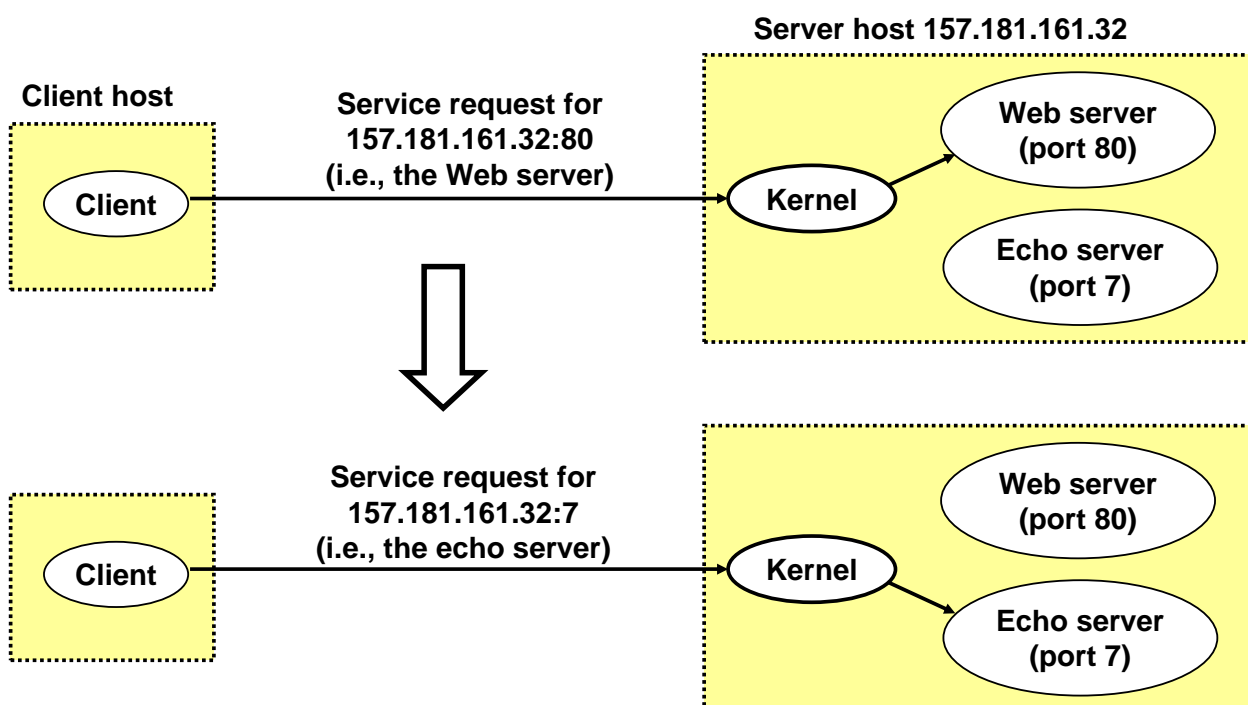 Server host 157.181.161.32
Client host
Service request for
157.181.161.32:80
(i.e., the Web server)
Client
Kernel
Web server
(port 80)
Echo server
(port 7)
Service request for
157.181.161.32:7
(i.e., the echo server)
Client
Kernel
Web server
(port 80)
Echo server
(port 7)